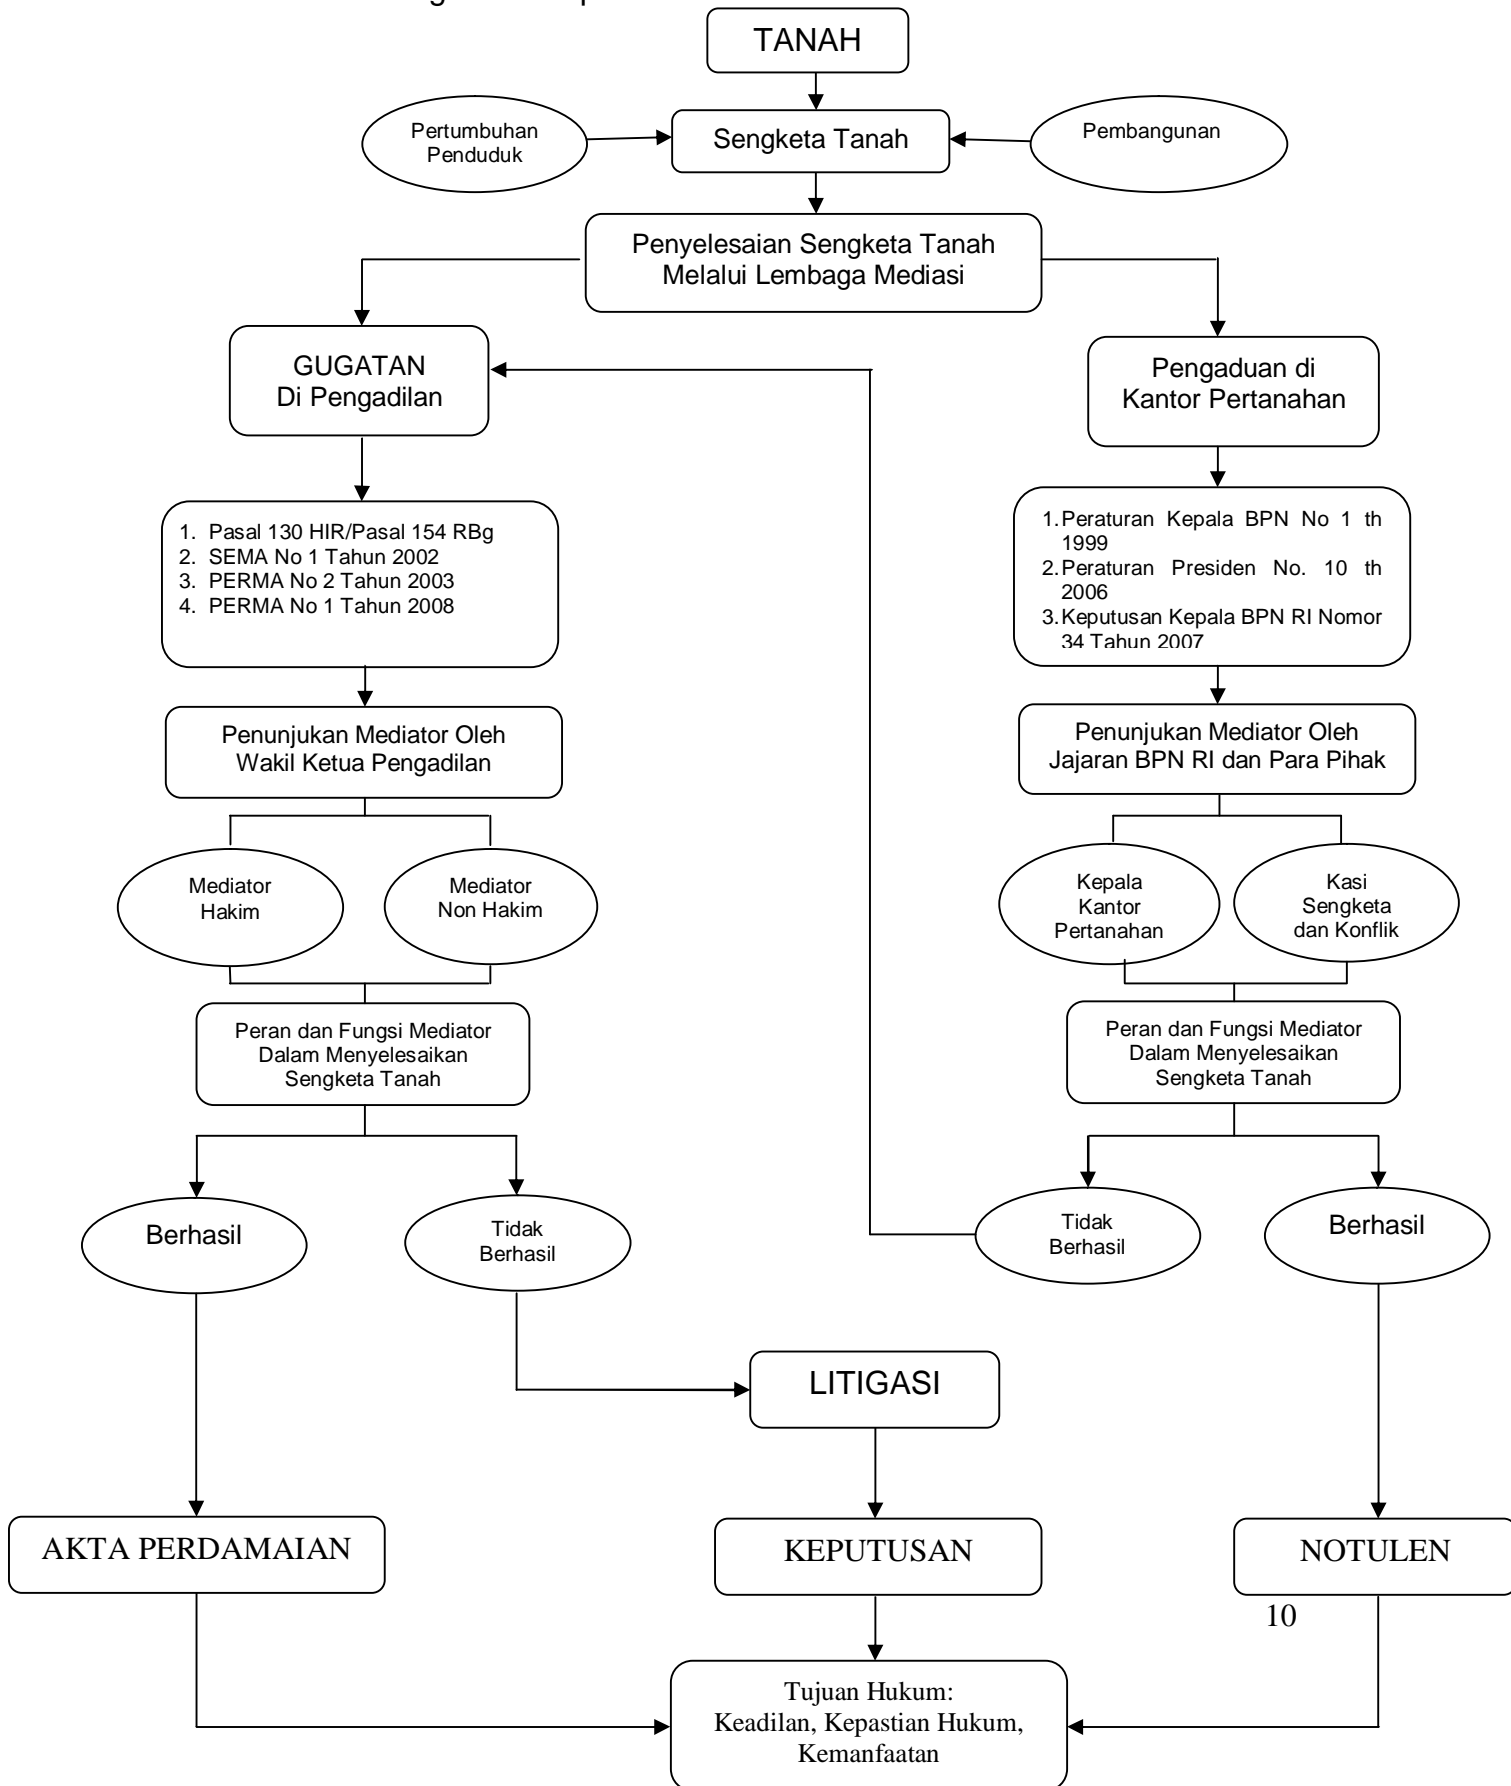 TANAH
Pertumbuhan
Penduduk
Sengketa Tanah
Pembangunan
Penyelesaian Sengketa Tanah
Melalui Lembaga Mediasi
GUGATAN
Di Pengadilan
Pengaduan di
Kantor Pertanahan
1. Pasal 130 HIR/Pasal 154 RBg
2. SEMA No 1 Tahun 2002
3. PERMA No 2 Tahun 2003
4. PERMA No 1 Tahun 2008
1. Peraturan Kepala BPN No 1 th
1999
2. Peraturan Presiden No. 10 th
2006
3. Keputusan Kepala BPN RI Nomor
34 Tahun 2007
Penunjukan Mediator Oleh
Wakil Ketua Pengadilan
Penunjukan Mediator Oleh
Jajaran BPN RI dan Para Pihak
Mediator
Hakim
Mediator
Non Hakim
Kepala
Kantor
Pertanahan
Kasi
Sengketa
dan Konflik
Peran dan Fungsi Mediator
Dalam Menyelesaikan
Sengketa Tanah
Peran dan Fungsi Mediator
Dalam Menyelesaikan
Sengketa Tanah
Berhasil
Tidak
Berhasil
Tidak
Berhasil
Berhasil
LITIGASI
AKTA PERDAMAIAN
KEPUTUSAN
NOTULEN
10
Tujuan Hukum:
Keadilan, Kepastian Hukum,
Kemanfaatan